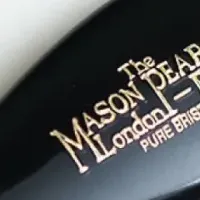 The
MASON PEAR
London
PURE BRIS